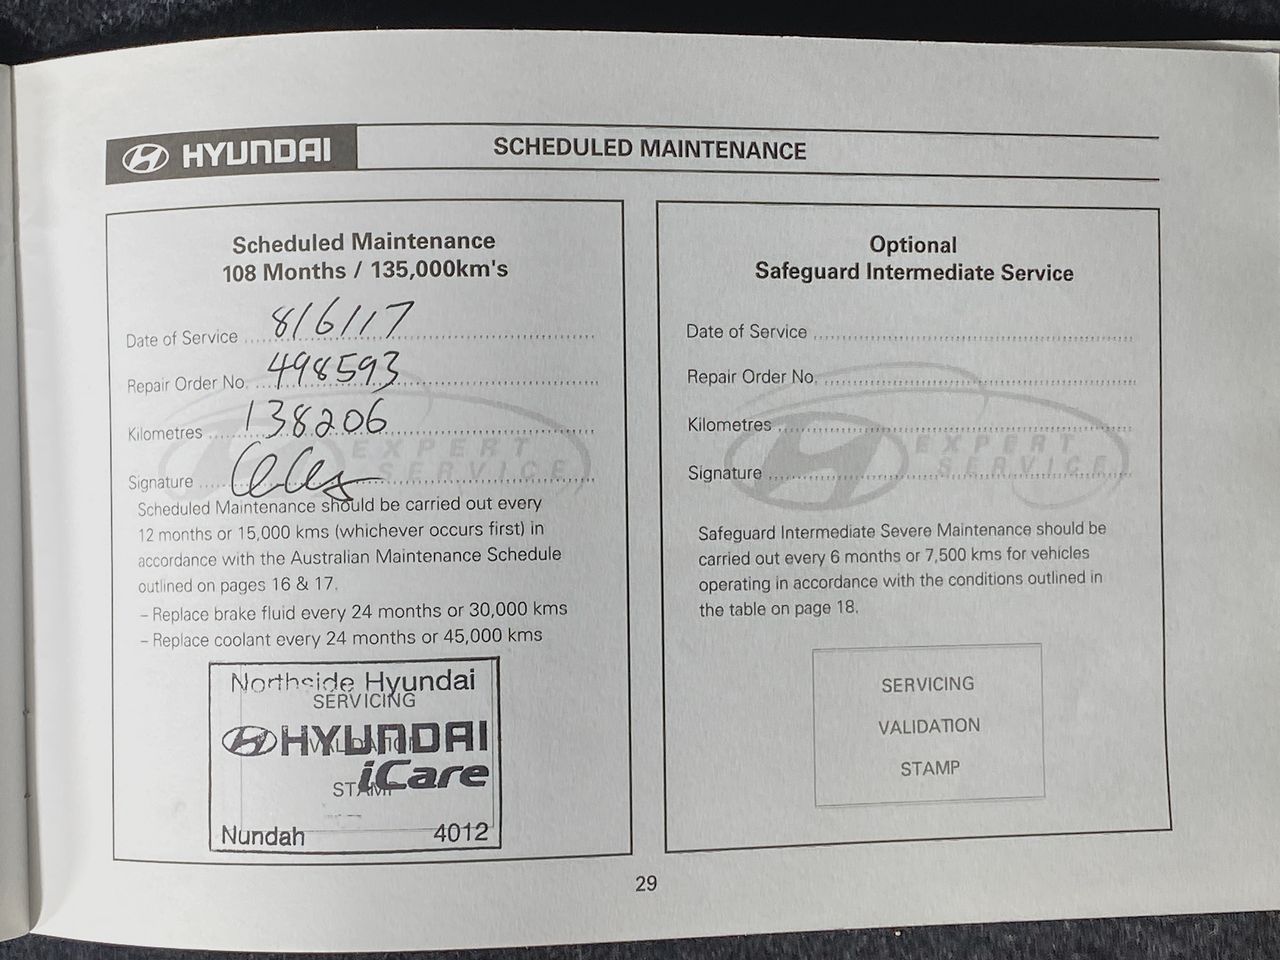 HYUNDAI
SCHEDULED MAINTENANCE
Scheduled Maintenance
108 Months / 135,000km's
Date of Service 8/6/17
Repair Order No. 498593
Kilometres 138206
EXPERT
SERVICE
Signature
Scheduled Maintenance should be carried out every
12 months or 15,000 kms (whichever occurs first) in
accordance with the Australian Maintenance Schedule
outlined on pages 16 & 17.
– Replace brake fluid every 24 months or 30,000 kms
– Replace coolant every 24 months or 45,000 kms
Northside Hyundai
SERVICING
HYUNDAI
VALIDATION
iCare
STAMP
Nundah 4012
Optional
Safeguard Intermediate Service
Date of Service
Repair Order No.
Kilometres
EXPERT
SERVICE
Signature
Safeguard Intermediate Severe Maintenance should be
carried out every 6 months or 7,500 kms for vehicles
operating in accordance with the conditions outlined in
the table on page 18.
SERVICING
VALIDATION
STAMP
29